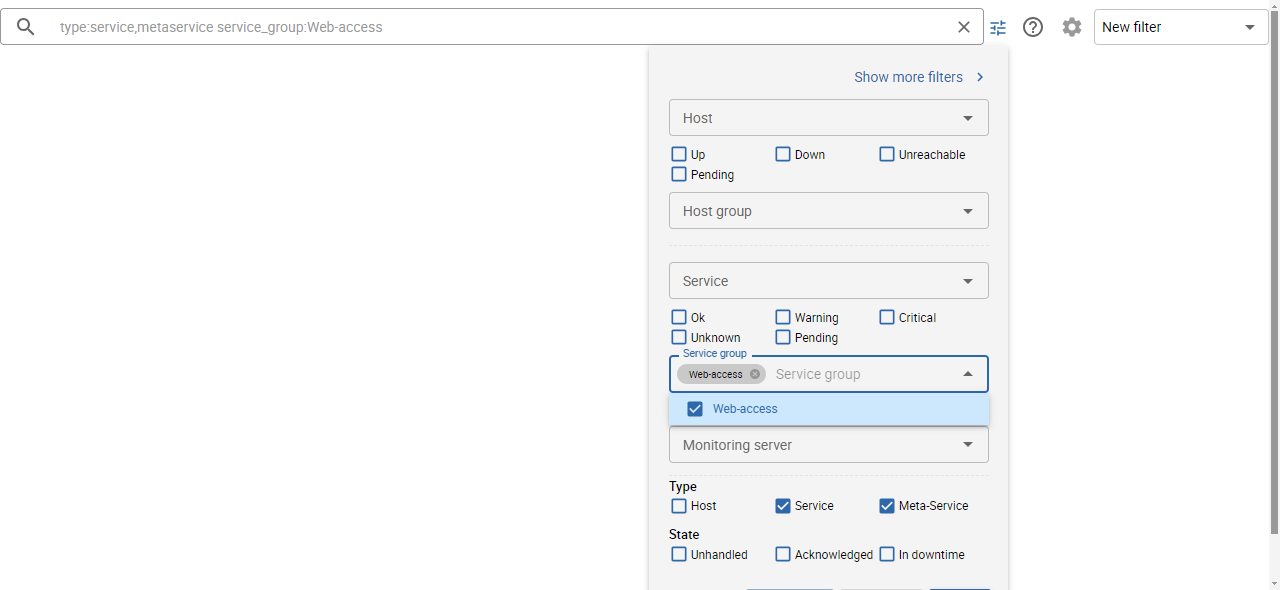 type:service,metaservice service_group:Web-access
New filter
Show more filters
Host
Up Down Unreachable
Pending
Host group
Service
Ok Warning Critical
Unknown Pending
Service group
Web-access Service group
Web-access
Monitoring server
Type
Host Service Meta-Service
State
Unhandled Acknowledged In downtime